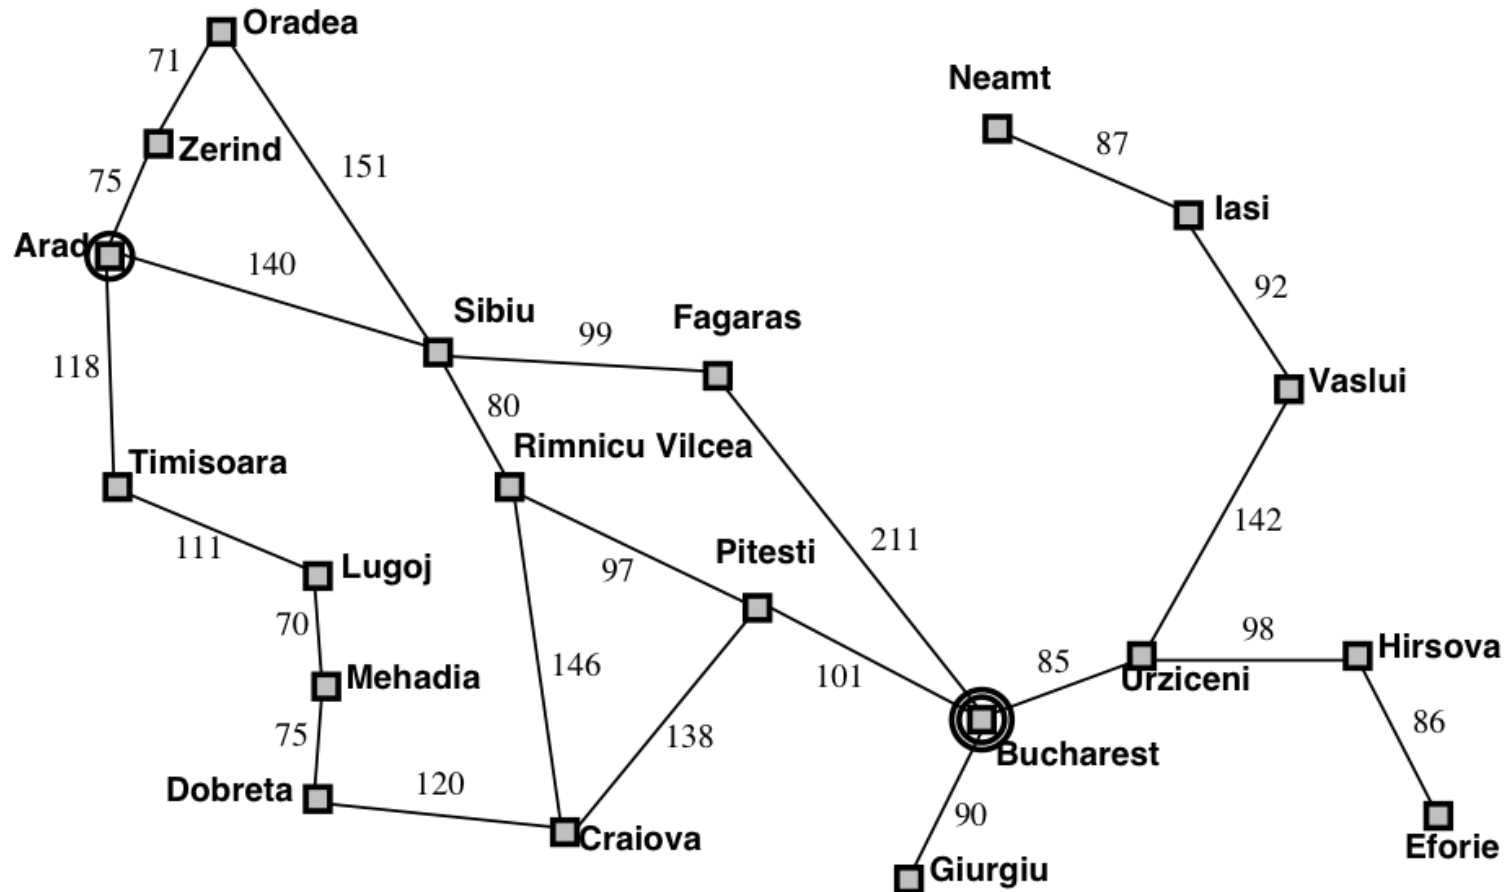 Oradea
71
Neamt
87
Zerind
151
75
Iasi
Arad
140
92
Sibiu
Fagaras
99
118
Vaslui
80
Rimnicu Vilcea
Timisoara
142
211
111
Pitesti
Lugoj
97
70
98
Hirsova
85
146
101
Urziceni
Mehadia
86
75
138
Bucharest
120
Dobreta
90
Craiova
Eforie
Giurgiu